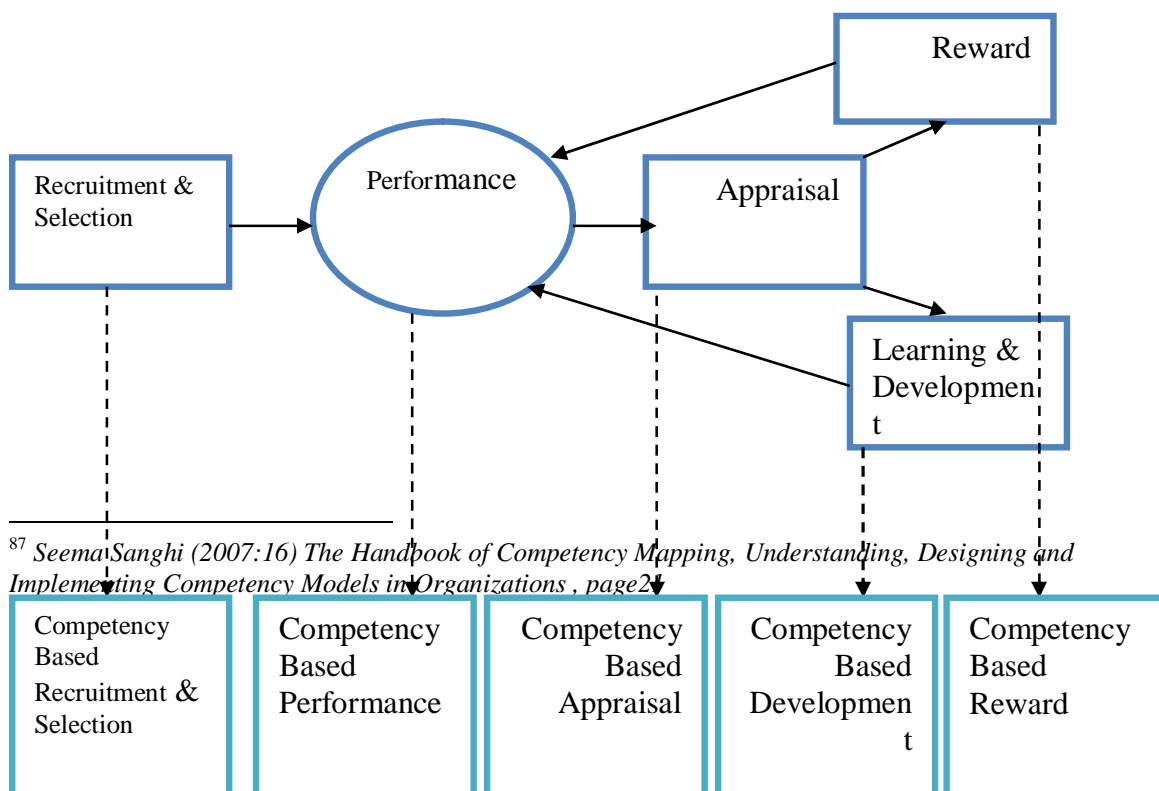 Reward
Recruitment &
Selection
Performance
Appraisal
Learning &
Developmen
t
87 Seema Sanghi (2007:16) The Handbook of Competency Mapping, Understanding, Designing and
Implementing Competency Models in Organizations , page2
Competency
Based
Recruitment &
Selection
Competency
Based
Performance
Competency
Based
Appraisal
Competency
Based
Developmen
t
Competency
Based
Reward